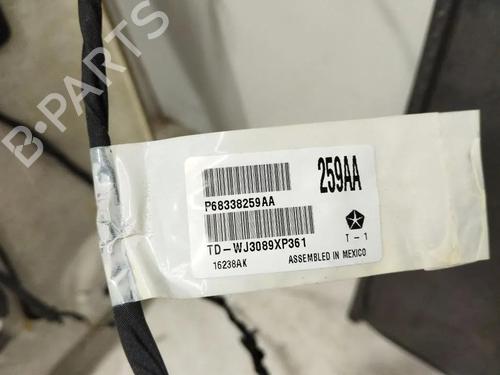 B-PARTS
259AA
P68338259AA
TD-WJ3089XP361
T-1
16238AK
ASSEMBLED IN MEXICO